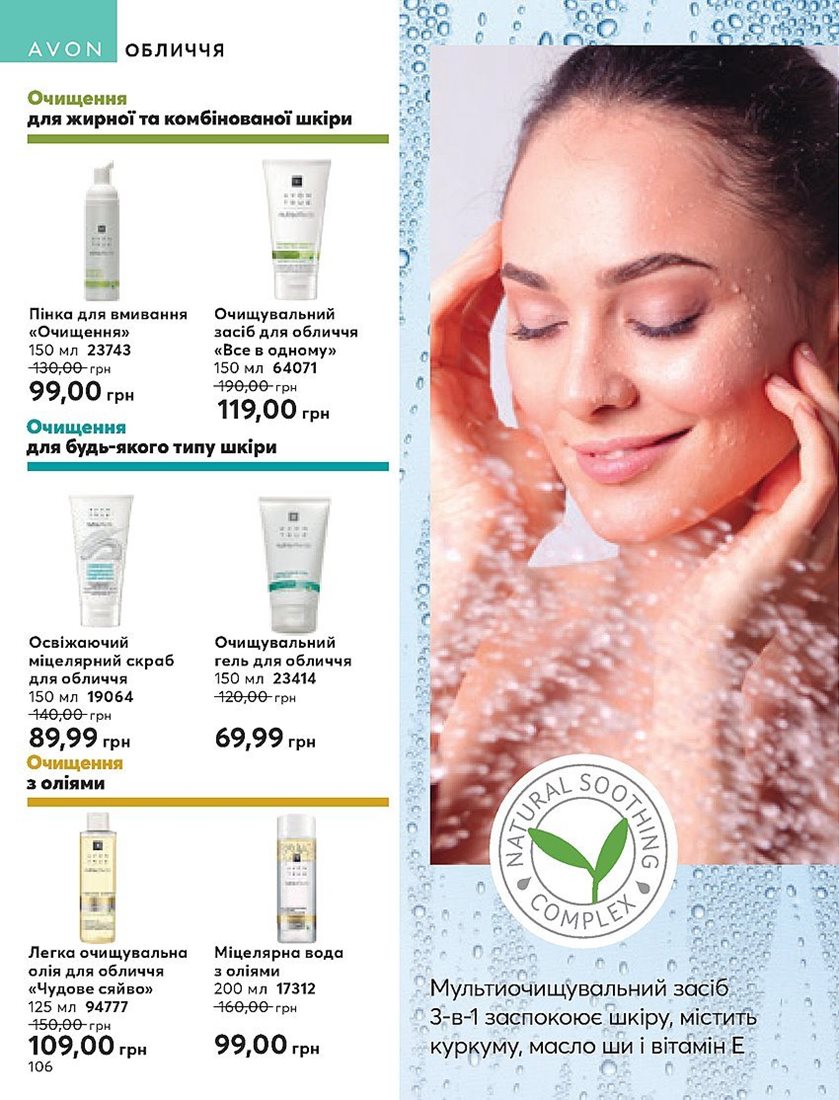 AVON ОБЛИЧЧЯ
Очищення
для жирної та комбінованої шкіри
Пінка для вмивання
«Очищення»
150 мл 23743
130,00 грн
99,00 грн
Очищувальний
засіб для обличчя
«Все в одному»
150 мл 64071
190,00 грн
119,00 грн
Очищення
для будь-якого типу шкіри
Освіжаючий
міцелярний скраб
для обличчя
150 мл 19064
140,00 грн
89,99 грн
Очищувальний
гель для обличчя
150 мл 23414
120,00 грн
69,99 грн
Очищення
з оліями
Легка очищувальна
олія для обличчя
«Чудове сяйво»
125 мл 94777
150,00 грн
109,00 грн
Міцелярна вода
з оліями
200 мл 17312
160,00 грн
99,00 грн
106
NATURAL SOOTHING
COMPLEX
Мультиочищувальний засіб
3-в-1 заспокоює шкіру, містить
куркуму, масло ши і вітамін Е